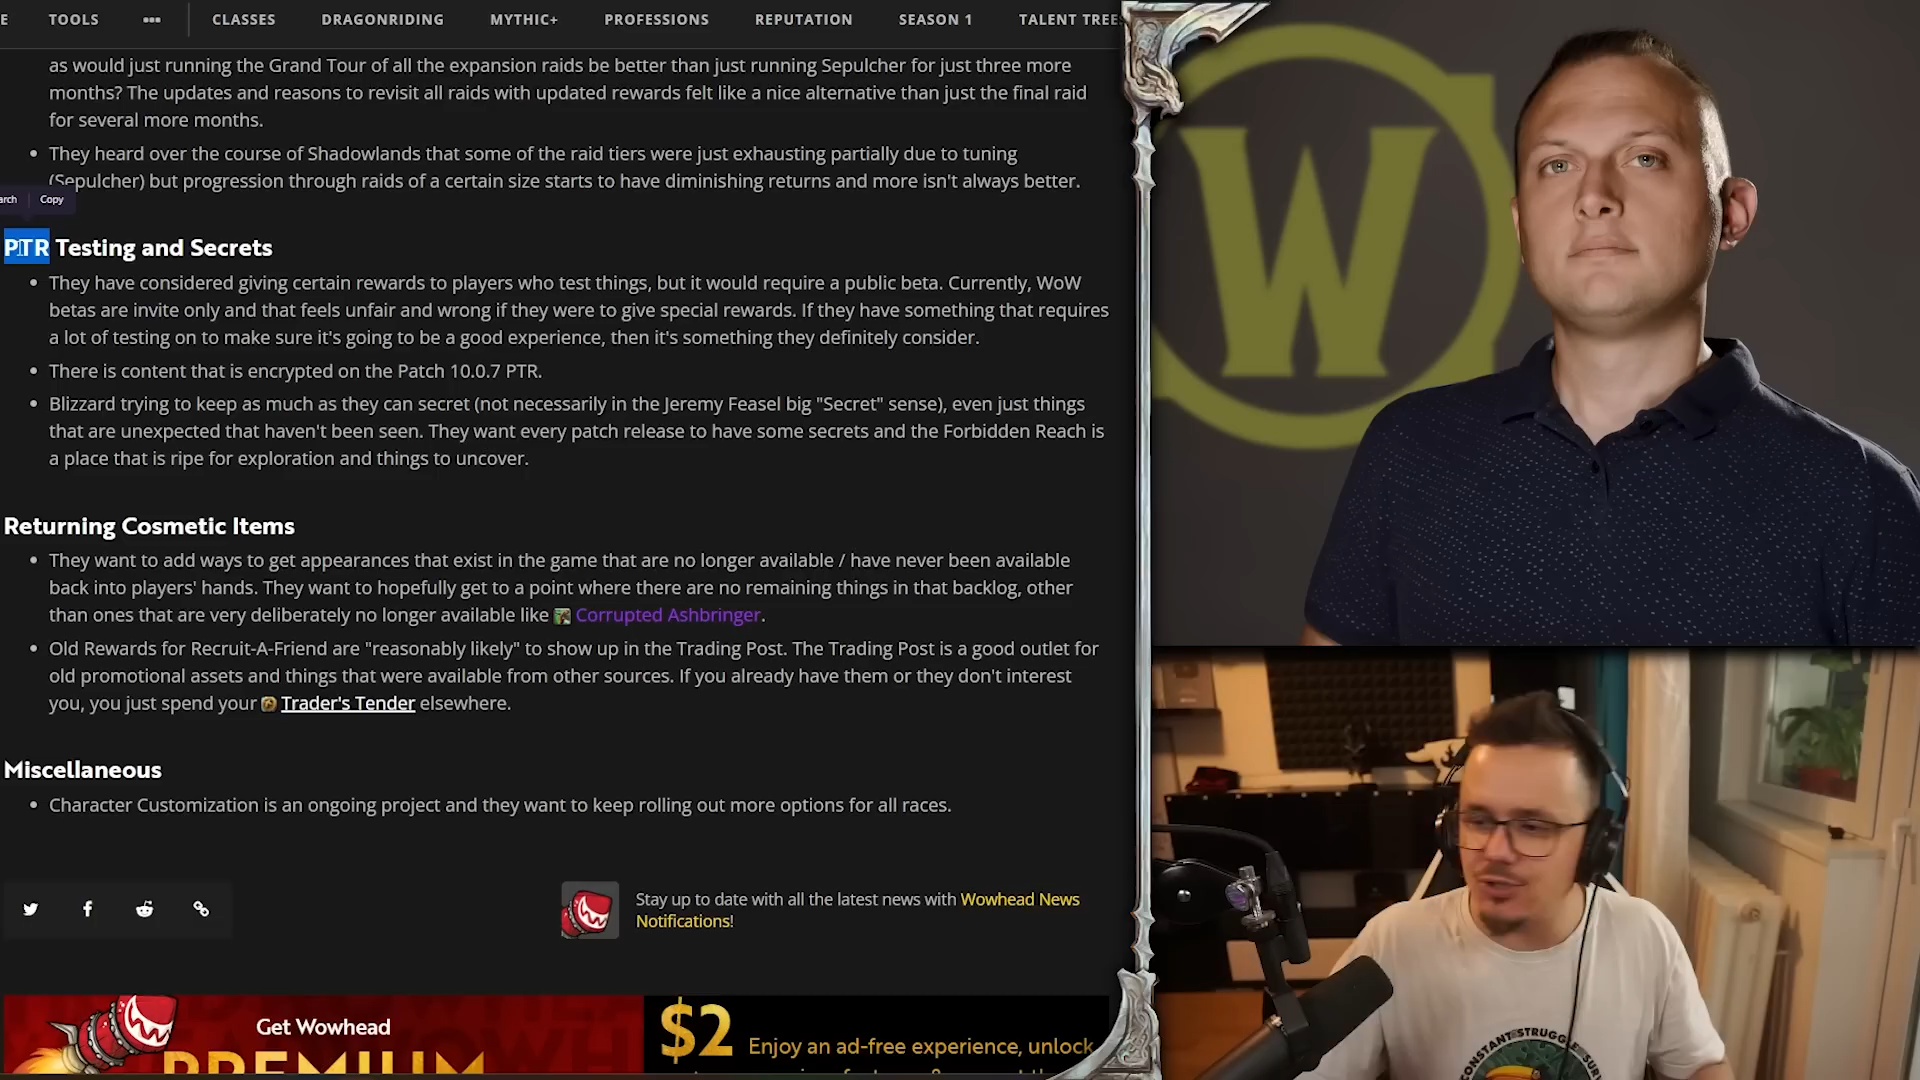 TOOLS ••• CLASSES DRAGONRIDING MYTHIC+ PROFESSIONS REPUTATION SEASON 1 TALENT TREE
as would just running the Grand Tour of all the expansion raids be better than just running Sepulcher for just three more
months? The updates and reasons to revisit all raids with updated rewards felt like a nice alternative than just the final raid
for several more months.
• They heard over the course of Shadowlands that some of the raid tiers were just exhausting partially due to tuning
(Sepulcher) but progression through raids of a certain size starts to have diminishing returns and more isn't always better.
arch Copy
PTR Testing and Secrets
• They have considered giving certain rewards to players who test things, but it would require a public beta. Currently, WoW
betas are invite only and that feels unfair and wrong if they were to give special rewards. If they have something that requires
a lot of testing on to make sure it's going to be a good experience, then it's something they definitely consider.
• There is content that is encrypted on the Patch 10.0.7 PTR.
• Blizzard trying to keep as much as they can secret (not necessarily in the Jeremy Feasel big "Secret" sense), even just things
that are unexpected that haven't been seen. They want every patch release to have some secrets and the Forbidden Reach is
a place that is ripe for exploration and things to uncover.
Returning Cosmetic Items
• They want to add ways to get appearances that exist in the game that are no longer available / have never been available
back into players' hands. They want to hopefully get to a point where there are no remaining things in that backlog, other
than ones that are very deliberately no longer available like Corrupted Ashbringer.
• Old Rewards for Recruit-A-Friend are "reasonably likely" to show up in the Trading Post. The Trading Post is a good outlet for
old promotional assets and things that were available from other sources. If you already have them or they don't interest
you, you just spend your Trader's Tender elsewhere.
Miscellaneous
• Character Customization is an ongoing project and they want to keep rolling out more options for all races.
Stay up to date with all the latest news with Wowhead News
Notifications!
Get Wowhead
PREMIUM
$2
Enjoy an ad-free experience, unlock
W
CONSTANT STRUGGLE